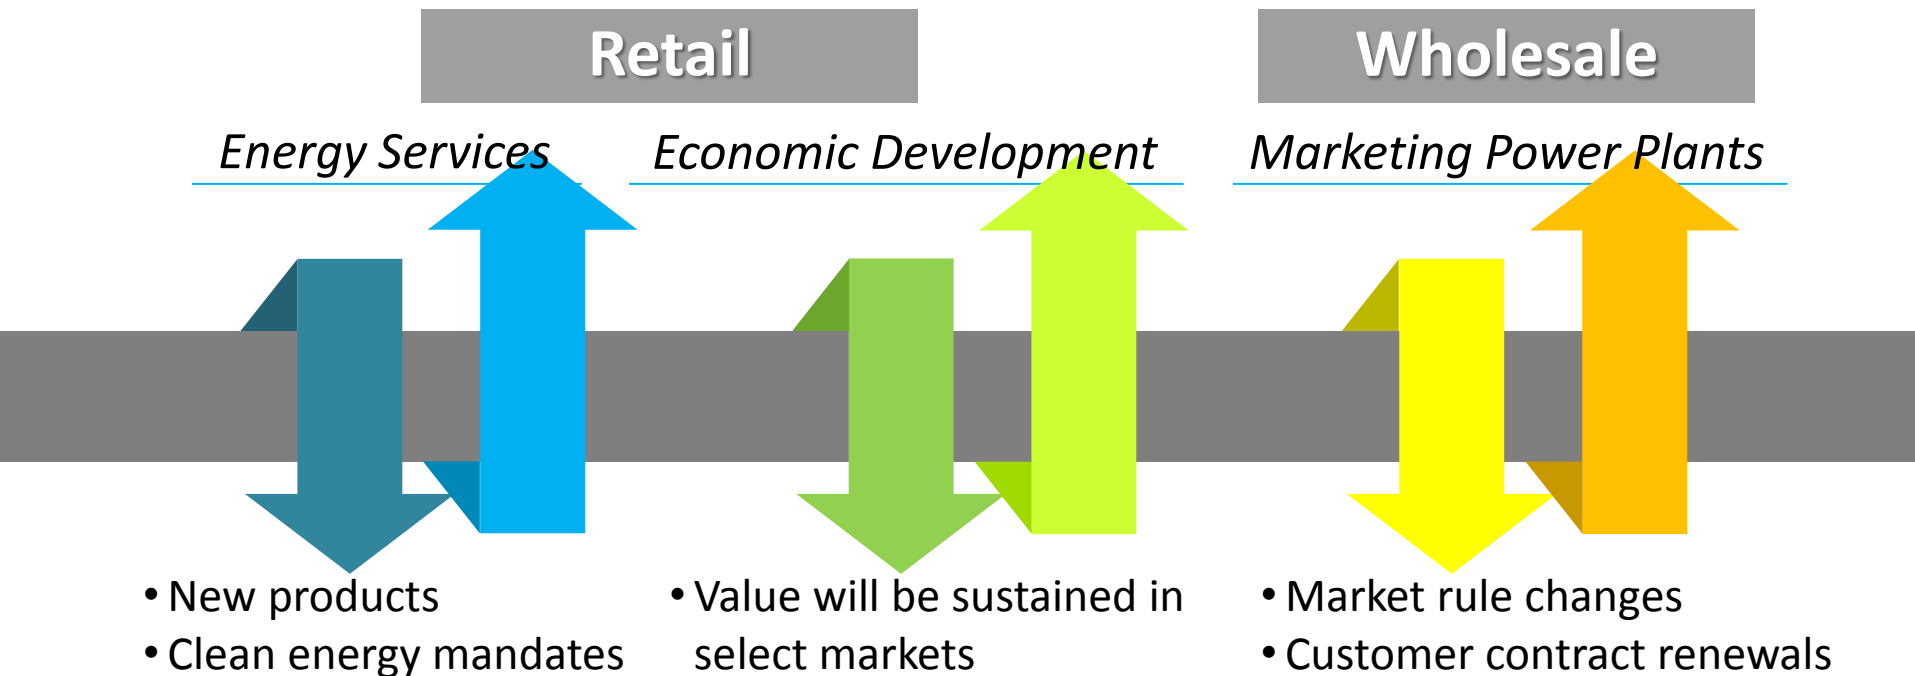 Retail
Wholesale
Energy Services
Economic Development
Marketing Power Plants
• New products
• Clean energy mandates
• Value will be sustained in
select markets
• Market rule changes
• Customer contract renewals